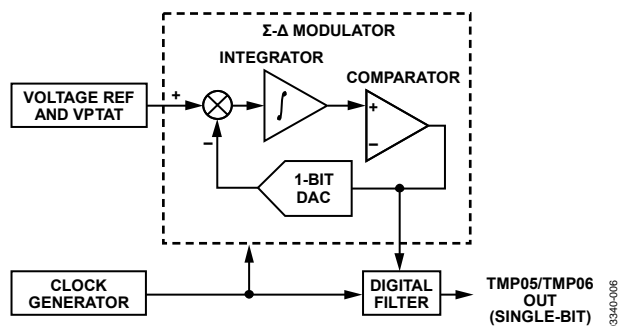 Σ-Δ MODULATOR
INTEGRATOR
COMPARATOR
VOLTAGE REF
AND VPTAT
+
−
+
−
1-BIT
DAC
CLOCK
GENERATOR
DIGITAL
FILTER
TMP05/TMP06
OUT
(SINGLE-BIT)
3340-006